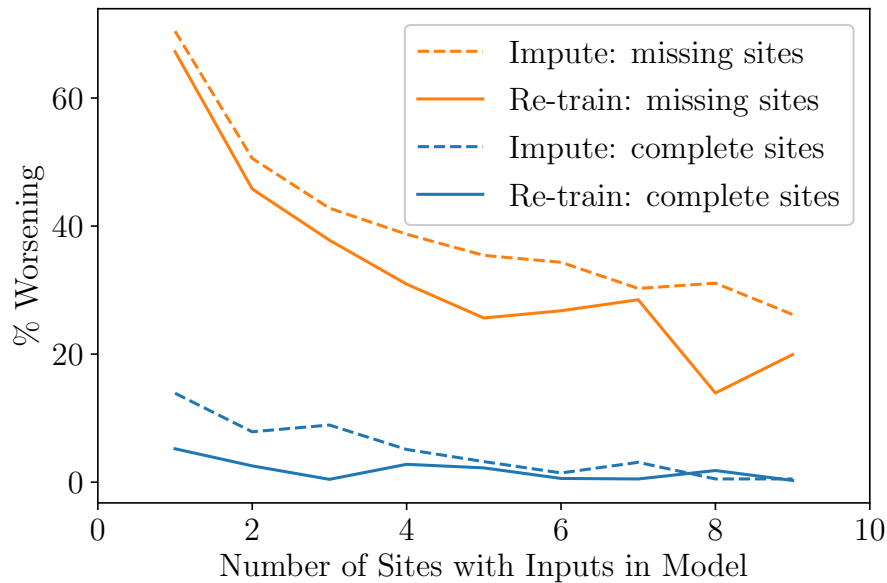 Impute: missing sites
Re-train: missing sites
Impute: complete sites
Re-train: complete sites
% Worsening
60
40
20
0
0 2 4 6 8 10
Number of Sites with Inputs in Model